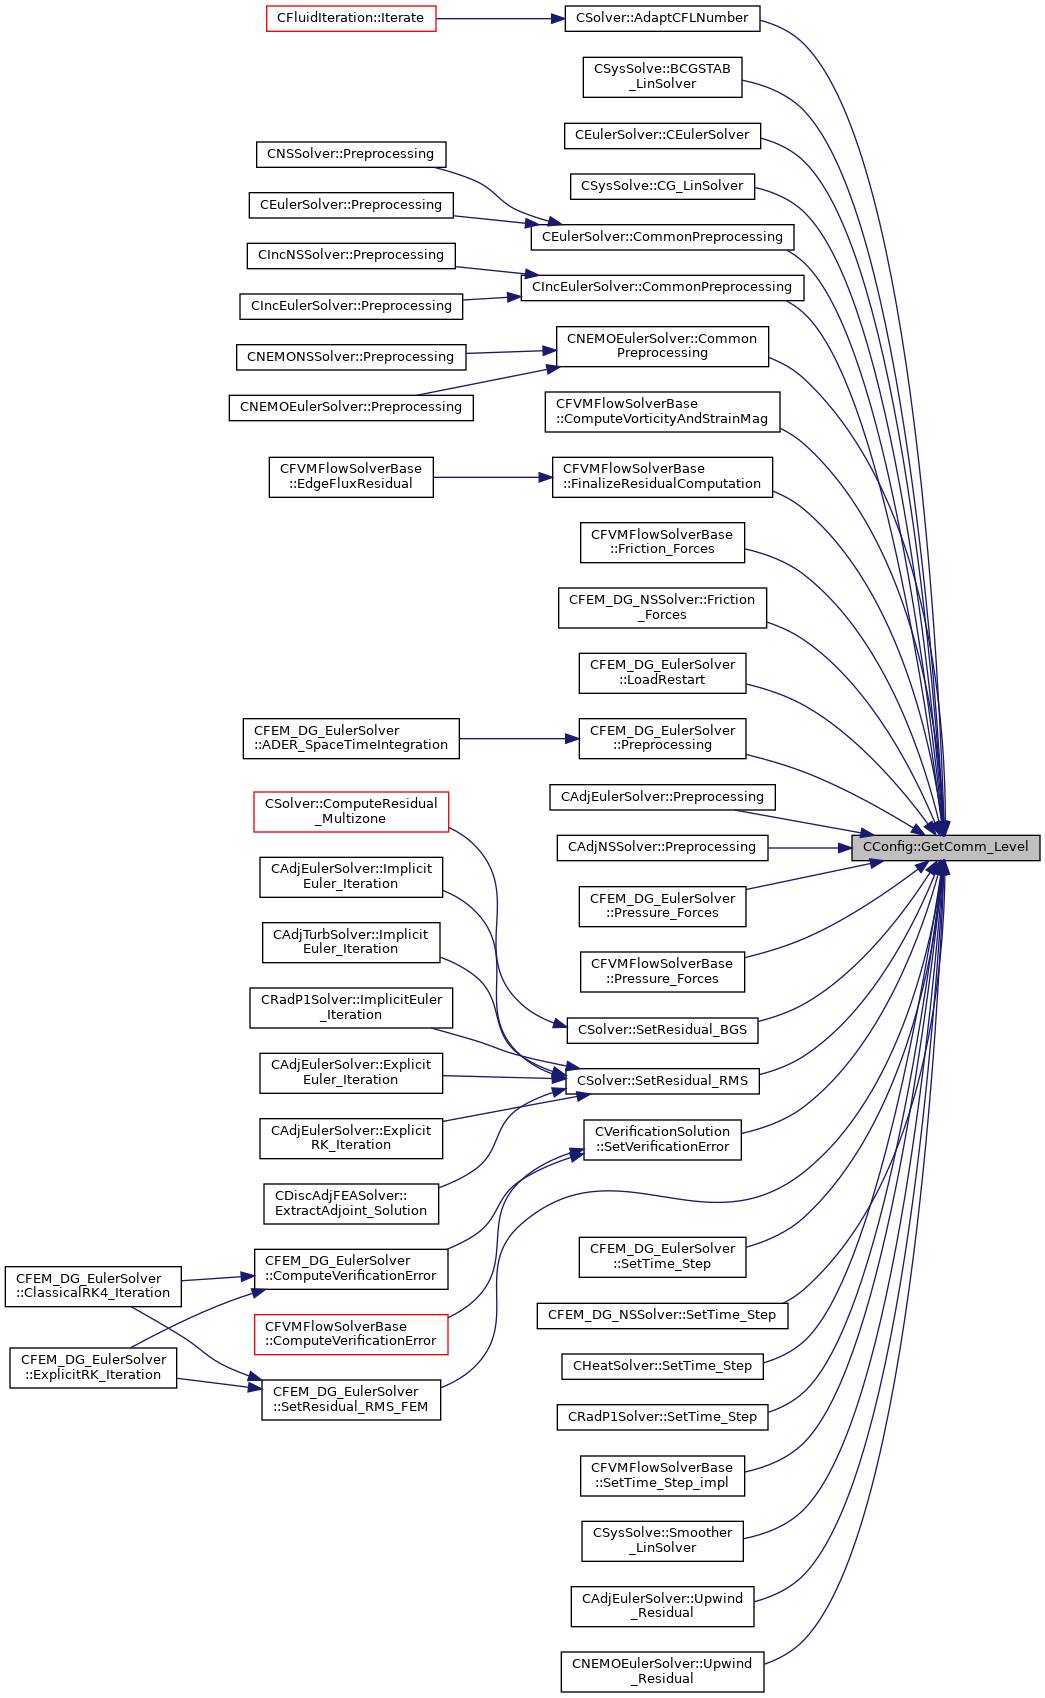 CFluidIteration::Iterate
CSolver::AdaptCFLNumber
CSysSolve::BCGSTAB
_LinSolver
CEulerSolver::CEulerSolver
CNSSolver::Preprocessing
CSysSolve::CG_LinSolver
CEulerSolver::Preprocessing
CEulerSolver::CommonPreprocessing
CIncNSSolver::Preprocessing
CIncEulerSolver::CommonPreprocessing
CIncEulerSolver::Preprocessing
CNEMOEulerSolver::Common
Preprocessing
CNEMONSSolver::Preprocessing
CNEMOEulerSolver::Preprocessing
CFVMFlowSolverBase
::ComputeVorticityAndStrainMag
CFVMFlowSolverBase
::EdgeFluxResidual
CFVMFlowSolverBase
::FinalizeResidualComputation
CFVMFlowSolverBase
::Friction_Forces
CFEM_DG_NSSolver::Friction
_Forces
CFEM_DG_EulerSolver
::LoadRestart
CFEM_DG_EulerSolver
::ADER_SpaceTimeIntegration
CFEM_DG_EulerSolver
::Preprocessing
CAdjEulerSolver::Preprocessing
CSolver::ComputeResidual
_Multizone
CAdjNSSolver::Preprocessing
CConfig::GetComm_Level
CAdjEulerSolver::Implicit
Euler_Iteration
CFEM_DG_EulerSolver
::Pressure_Forces
CAdjTurbSolver::Implicit
Euler_Iteration
CFVMFlowSolverBase
::Pressure_Forces
CRadP1Solver::ImplicitEuler
_Iteration
CSolver::SetResidual_BGS
CAdjEulerSolver::Explicit
Euler_Iteration
CSolver::SetResidual_RMS
CAdjEulerSolver::Explicit
RK_Iteration
CVerificationSolution
::SetVerificationError
CDiscAdjFEASolver::
ExtractAdjoint_Solution
CFEM_DG_EulerSolver
::SetTime_Step
CFEM_DG_EulerSolver
::ComputeVerificationError
CFEM_DG_EulerSolver
::ClassicalRK4_Iteration
CFEM_DG_NSSolver::SetTime_Step
CFVMFlowSolverBase
::ComputeVerificationError
CFEM_DG_EulerSolver
::ExplicitRK_Iteration
CHeatSolver::SetTime_Step
CFEM_DG_EulerSolver
::SetResidual_RMS_FEM
CRadP1Solver::SetTime_Step
CFVMFlowSolverBase
::SetTime_Step_impl
CSysSolve::Smoother
_LinSolver
CAdjEulerSolver::Upwind
_Residual
CNEMOEulerSolver::Upwind
_Residual